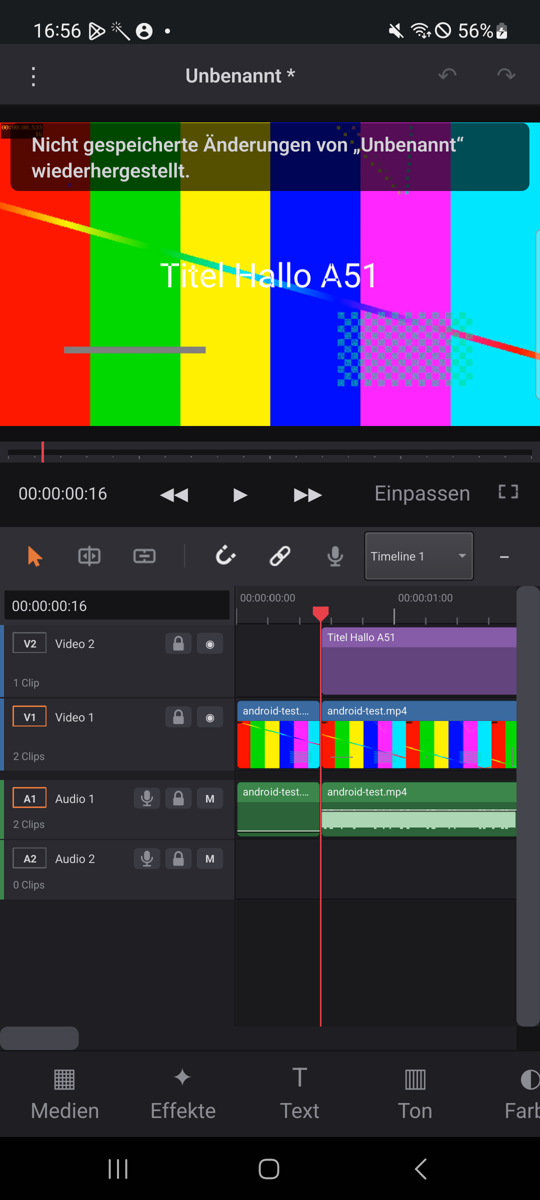 16:56
56%
Unbenannt *
Nicht gespeicherte Änderungen von „Unbenannt“
wiederhergestellt.
Titel Hallo A51
00:00:00:16
Einpassen
Timeline 1
00:00:00:16
00:00:00:00
00:00:01:00
V2 Video 2
1 Clip
Titel Hallo A51
V1 Video 1
2 Clips
android-test....
android-test.mp4
A1 Audio 1
M
2 Clips
android-test....
android-test.mp4
A2 Audio 2
M
0 Clips
Medien
Effekte
Text
Ton
Farb